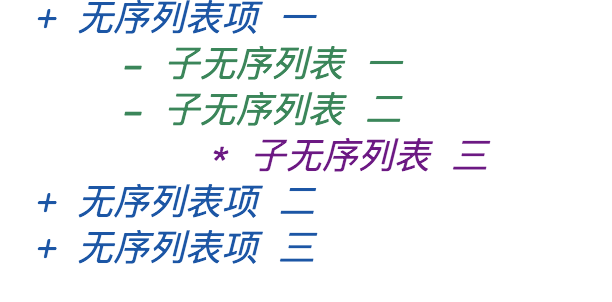 + 无序列表项 一
- 子无序列表 一
- 子无序列表 二
* 子无序列表 三
+ 无序列表项 二
+ 无序列表项 三